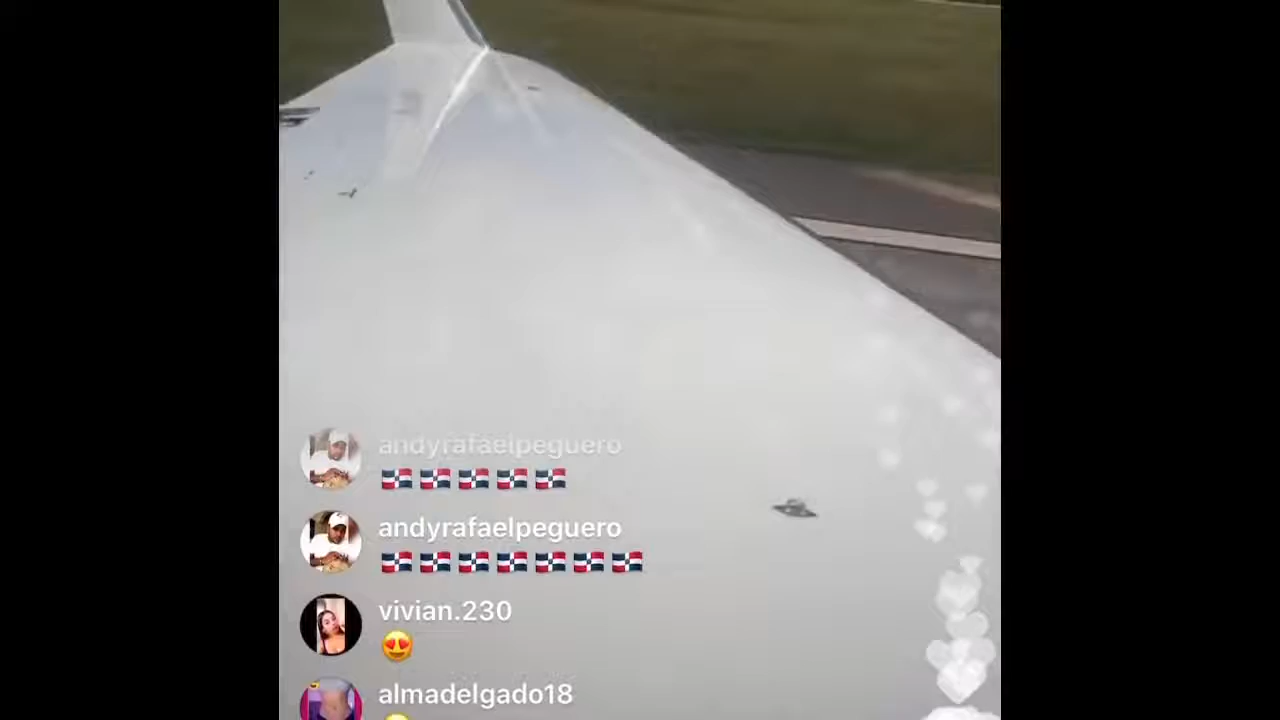 andyrafaelpeguero
🇩🇴🇩🇴🇩🇴🇩🇴🇩🇴
andyrafaelpeguero
🇩🇴🇩🇴🇩🇴🇩🇴🇩🇴🇩🇴🇩🇴
vivian.230
😍
almadelgado18